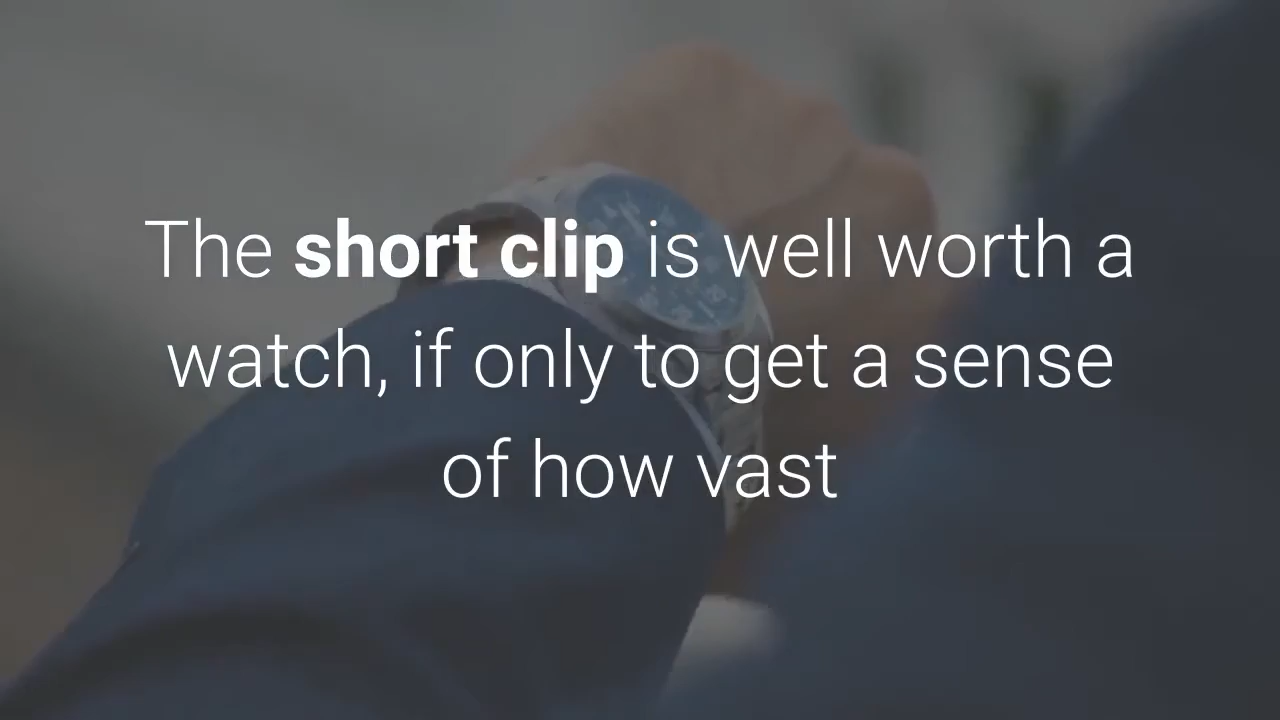 The short clip is well worth a
watch, if only to get a sense
of how vast